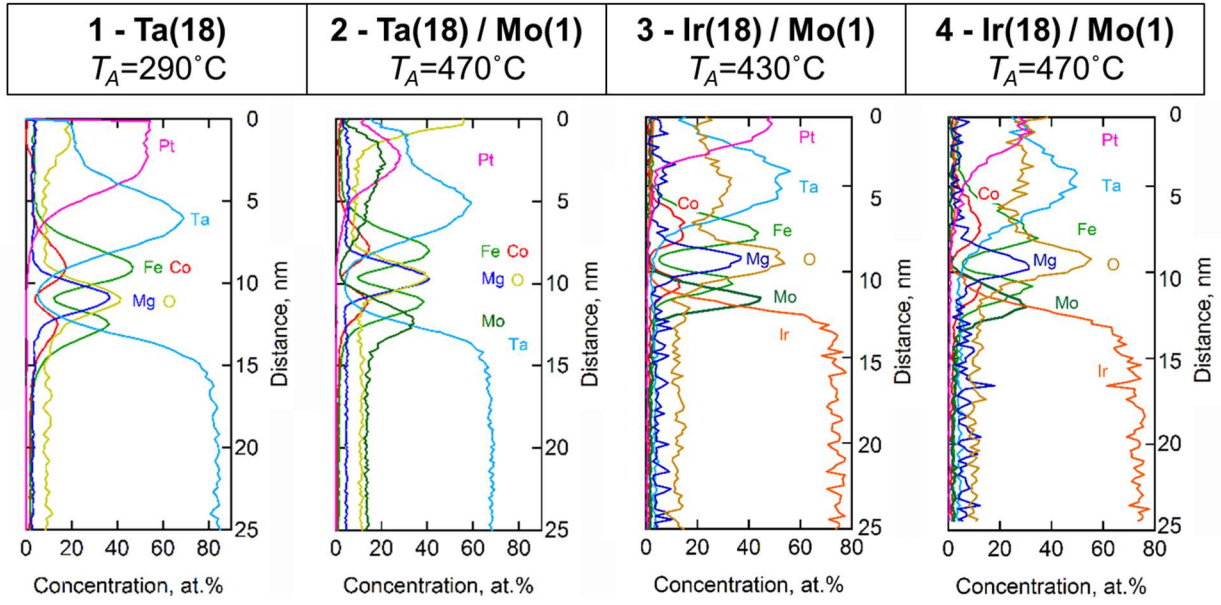 1 - Ta(18)
T_A=290°C
2 - Ta(18) / Mo(1)
T_A=470°C
3 - Ir(18) / Mo(1)
T_A=430°C
4 - Ir(18) / Mo(1)
T_A=470°C
0
5
10
15
20
25
Distance, nm
Pt
Ta
Fe Co
Mg O
0 20 40 60 80
Concentration, at.%
0
5
10
15
20
25
Distance, nm
Pt
Fe Co
Mg O
Mo
Ta
0 20 40 60 80
Concentration, at.%
0
5
10
15
20
25
Distance, nm
Pt
Ta
Co
Fe
Mg O
Mo
Ir
0 20 40 60 80
Concentration, at.%
0
5
10
15
20
25
Distance, nm
Pt
Ta
Co
Fe
Mg O
Mo
Ir
0 20 40 60 80
Concentration, at.%